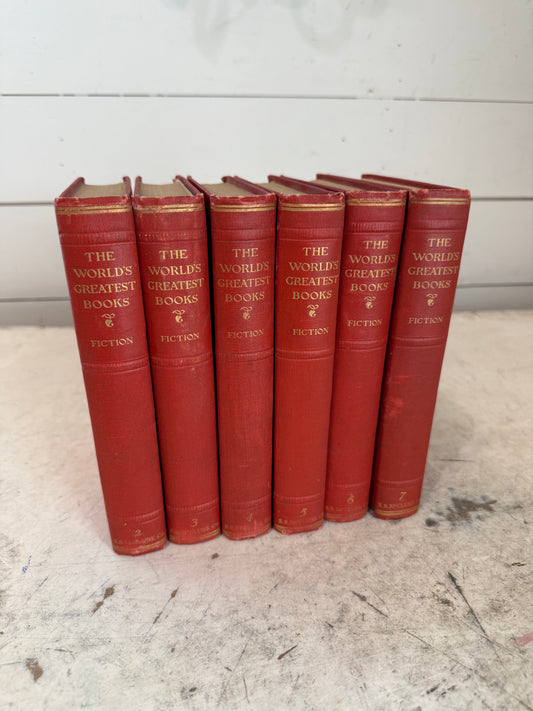 THE
WORLD'S
GREATEST
BOOKS
FICTION
2
THE
WORLD'S
GREATEST
BOOKS
FICTION
3
THE
WORLD'S
GREATEST
BOOKS
FICTION
4
THE
WORLD'S
GREATEST
BOOKS
FICTION
5
THE
WORLD'S
GREATEST
BOOKS
FICTION
6
THE
WORLD'S
GREATEST
BOOKS
FICTION
7